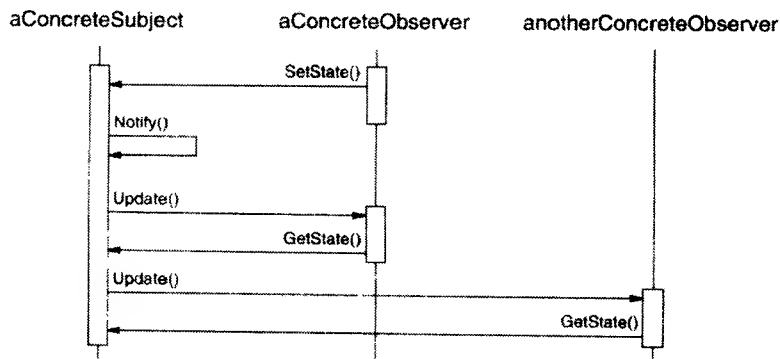 aConcreteSubject aConcreteObserver anotherConcreteObserver
SetState()
Notify()
Update()
GetState()
Update()
GetState()